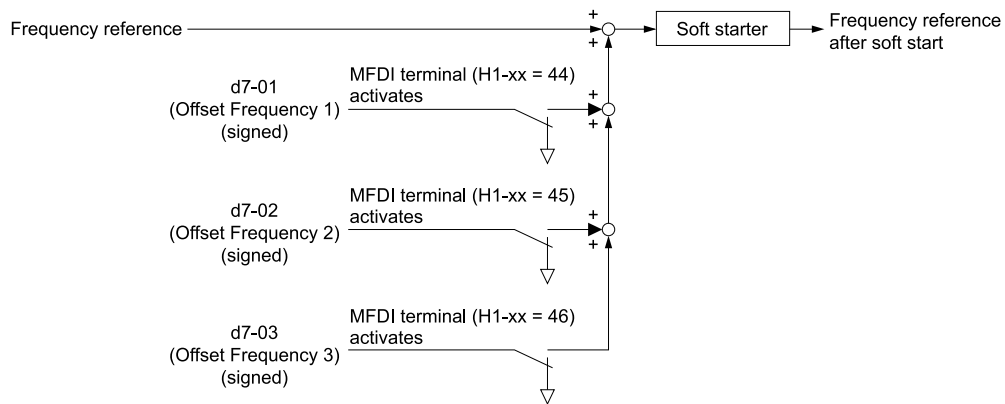 Frequency reference
+
+
Soft starter
Frequency reference
after soft start
d7-01
(Offset Frequency 1)
(signed)
MFDI terminal (H1-xx = 44)
activates
+
+
d7-02
(Offset Frequency 2)
(signed)
MFDI terminal (H1-xx = 45)
activates
+
+
d7-03
(Offset Frequency 3)
(signed)
MFDI terminal (H1-xx = 46)
activates